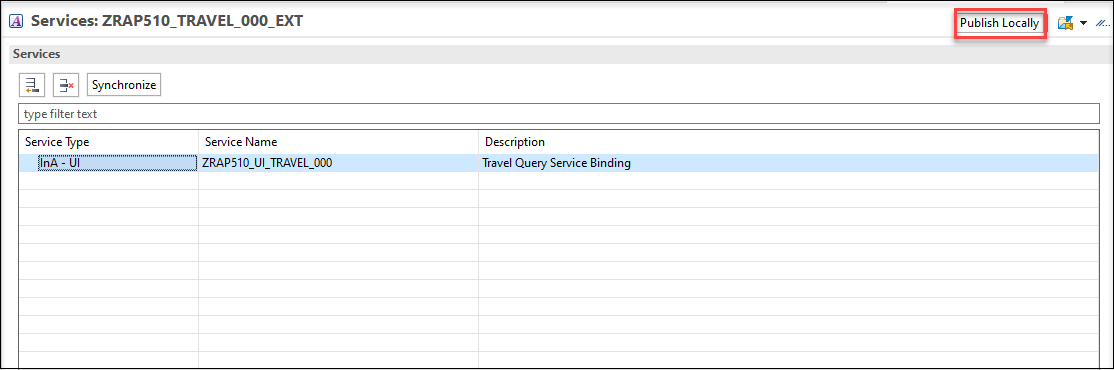 Services: ZRAP510_TRAVEL_000_EXT
Publish Locally
Services
Synchronize
type filter text
Service Type Service Name Description
InA - UI ZRAP510_UI_TRAVEL_000 Travel Query Service Binding